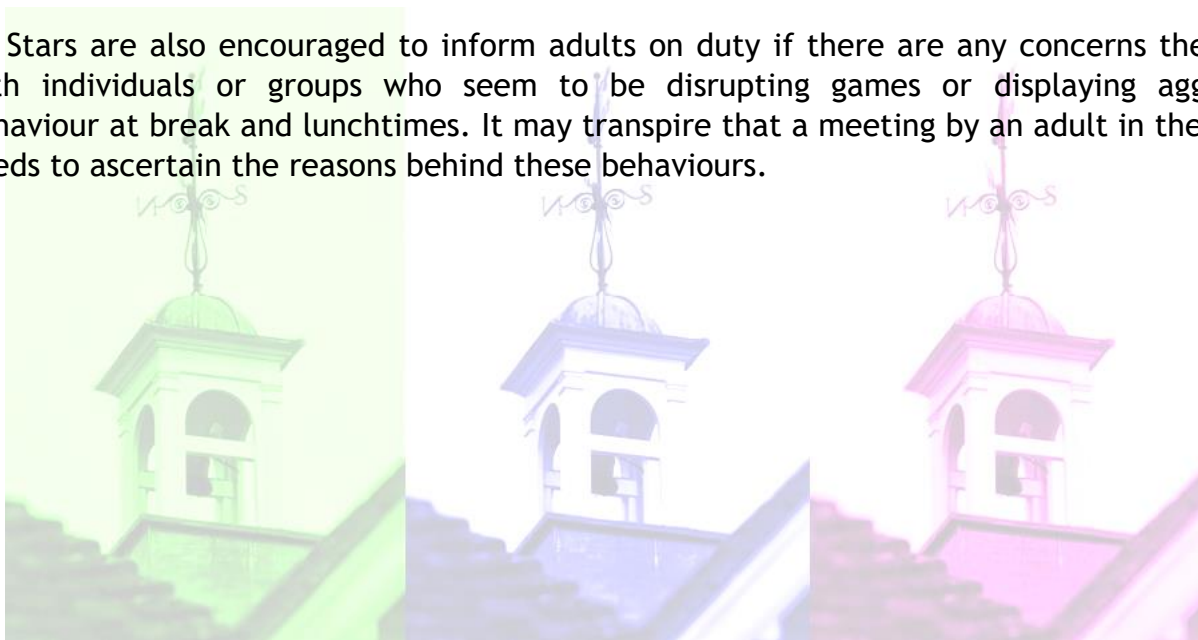 Stars are also encouraged to inform adults on duty if there are any concerns the
th individuals or groups who seem to be disrupting games or displaying agg
haviour at break and lunchtimes. It may transpire that a meeting by an adult in the
eds to ascertain the reasons behind these behaviours.
N S
N S
N S